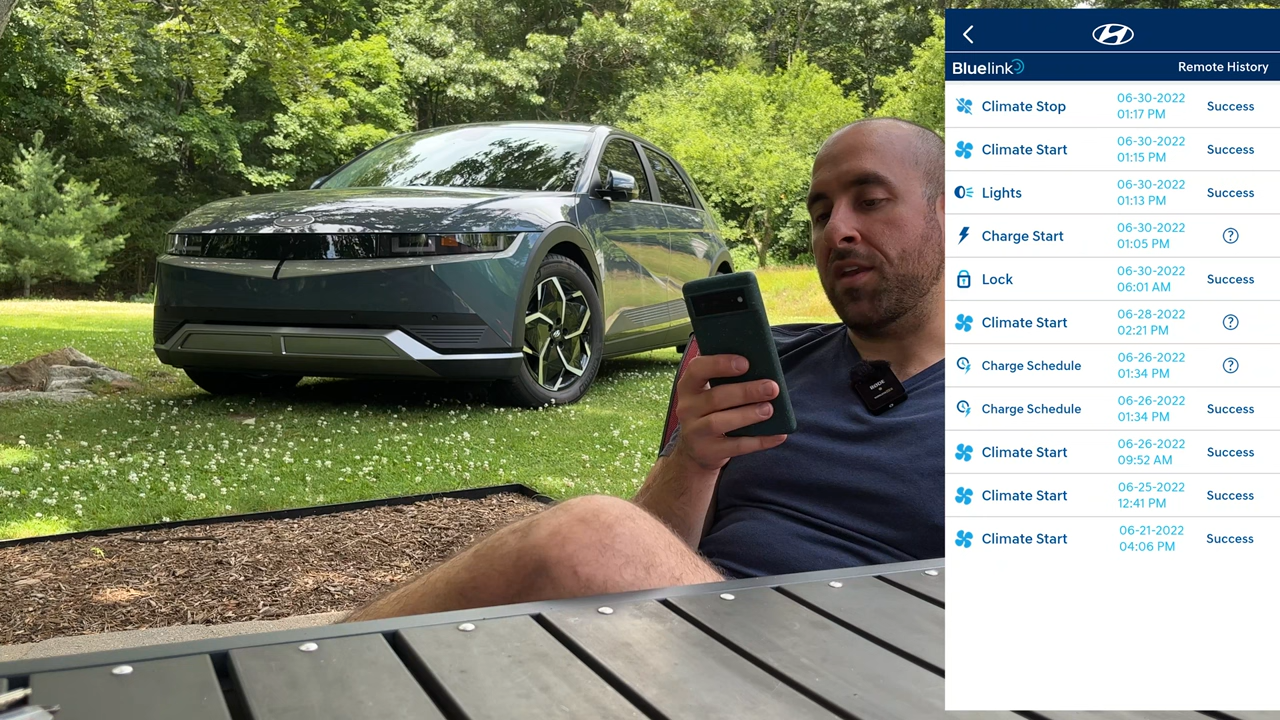 Bluelink
Remote History
Climate Stop 06-30-2022 Success
01:17 PM
Climate Start 06-30-2022 Success
01:15 PM
Lights 06-30-2022 Success
01:13 PM
Charge Start 06-30-2022 ?
01:05 PM
Lock 06-30-2022 Success
06:01 AM
Climate Start 06-28-2022 ?
02:21 PM
Charge Schedule 06-26-2022 ?
01:34 PM
Charge Schedule 06-26-2022 Success
01:34 PM
Climate Start 06-26-2022 Success
09:52 AM
Climate Start 06-25-2022 Success
12:41 PM
Climate Start 06-21-2022 Success
04:06 PM
RODE